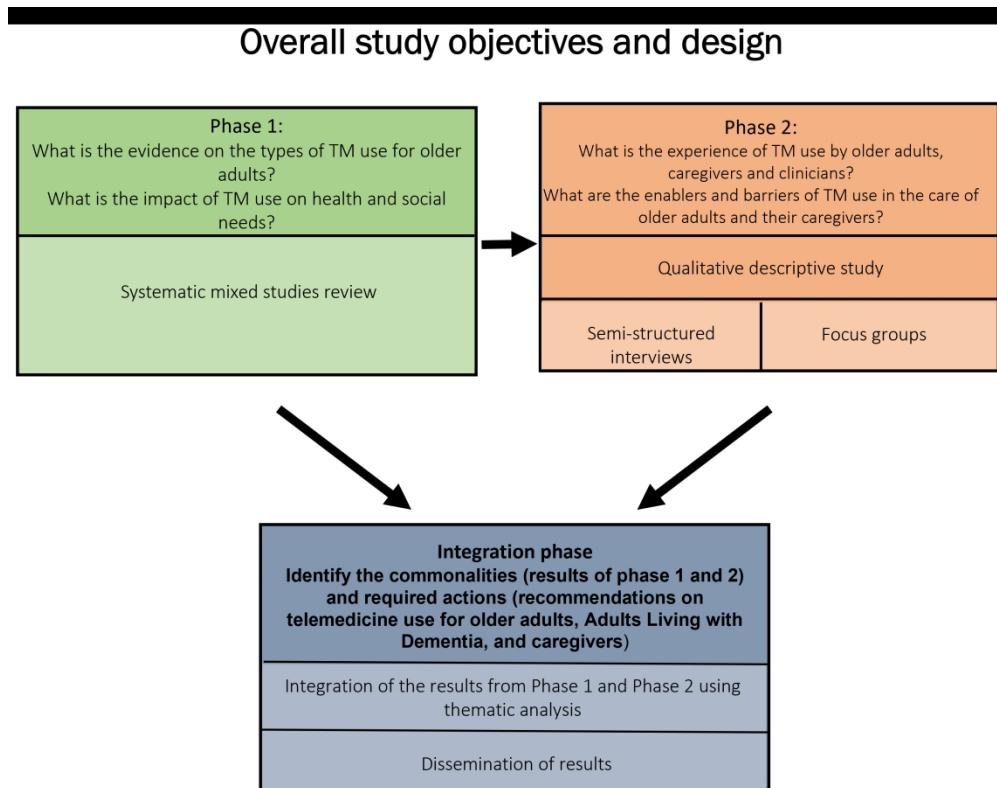 Overall study objectives and design
Phase 1:
What is the evidence on the types of TM use for older
adults?
What is the impact of TM use on health and social
needs?
Systematic mixed studies review
Phase 2:
What is the experience of TM use by older adults,
caregivers and clinicians?
What are the enablers and barriers of TM use in the care of
older adults and their caregivers?
Qualitative descriptive study
Semi-structured
interviews
Focus groups
Integration phase
Identify the commonalities (results of phase 1 and 2)
and required actions (recommendations on
telemedicine use for older adults, Adults Living with
Dementia, and caregivers)
Integration of the results from Phase 1 and Phase 2 using
thematic analysis
Dissemination of results